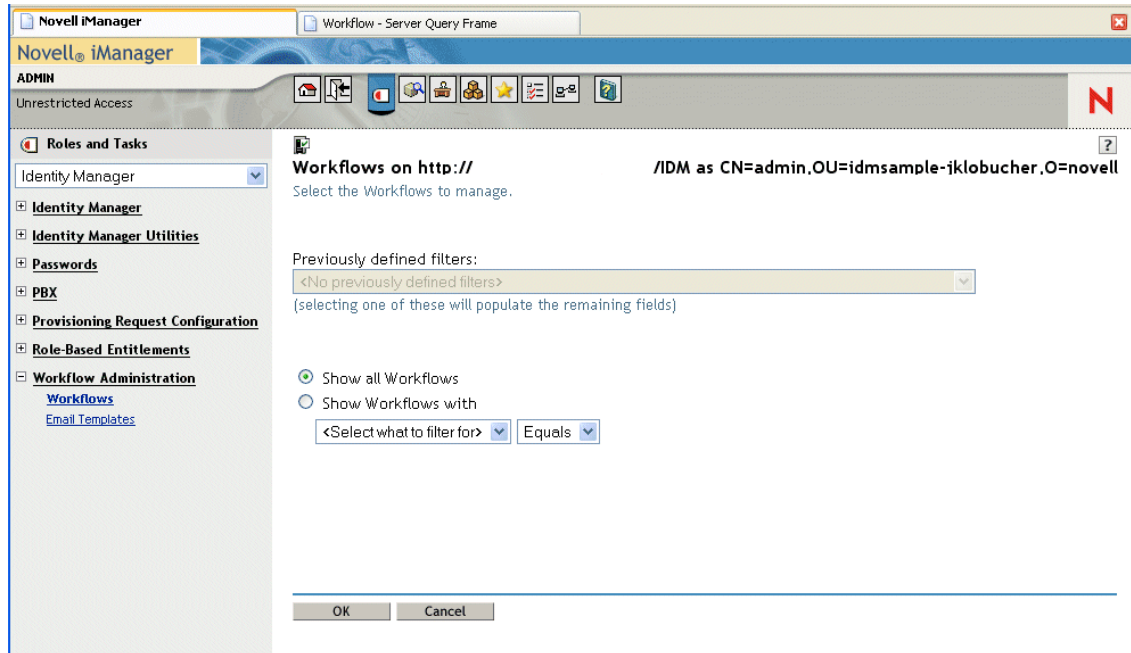 Novell iManager
Workflow - Server Query Frame
Novell® iManager
ADMIN
Unrestricted Access
N
Roles and Tasks
Identity Manager
Identity Manager
Identity Manager Utilities
Passwords
PBX
Provisioning Request Configuration
Role-Based Entitlements
Workflow Administration
Workflows
Email Templates
?
Workflows on http:// /IDM as CN=admin,OU=idmsample-jklobucher,O=novell
Select the Workflows to manage.
Previously defined filters:
<No previously defined filters>
(selecting one of these will populate the remaining fields)
Show all Workflows
Show Workflows with
<Select what to filter for> Equals
OK Cancel